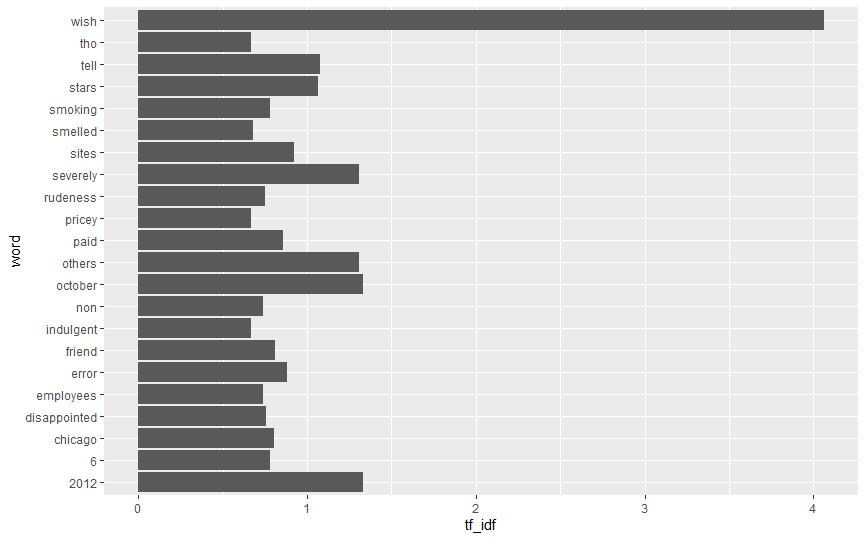 wish
tho
tell
stars
smoking
smelled
sites
severely
rudeness
pricey
paid
others
october
non
indulgent
friend
error
employees
disappointed
chicago
6
2012
word
0 1 2 3 4
tf_idf